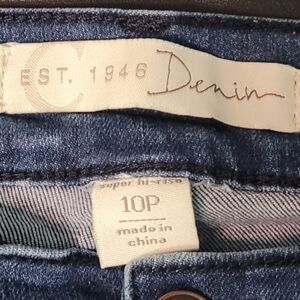 C
EST. 1946 Denim
super hi-rise
10P
made in
china